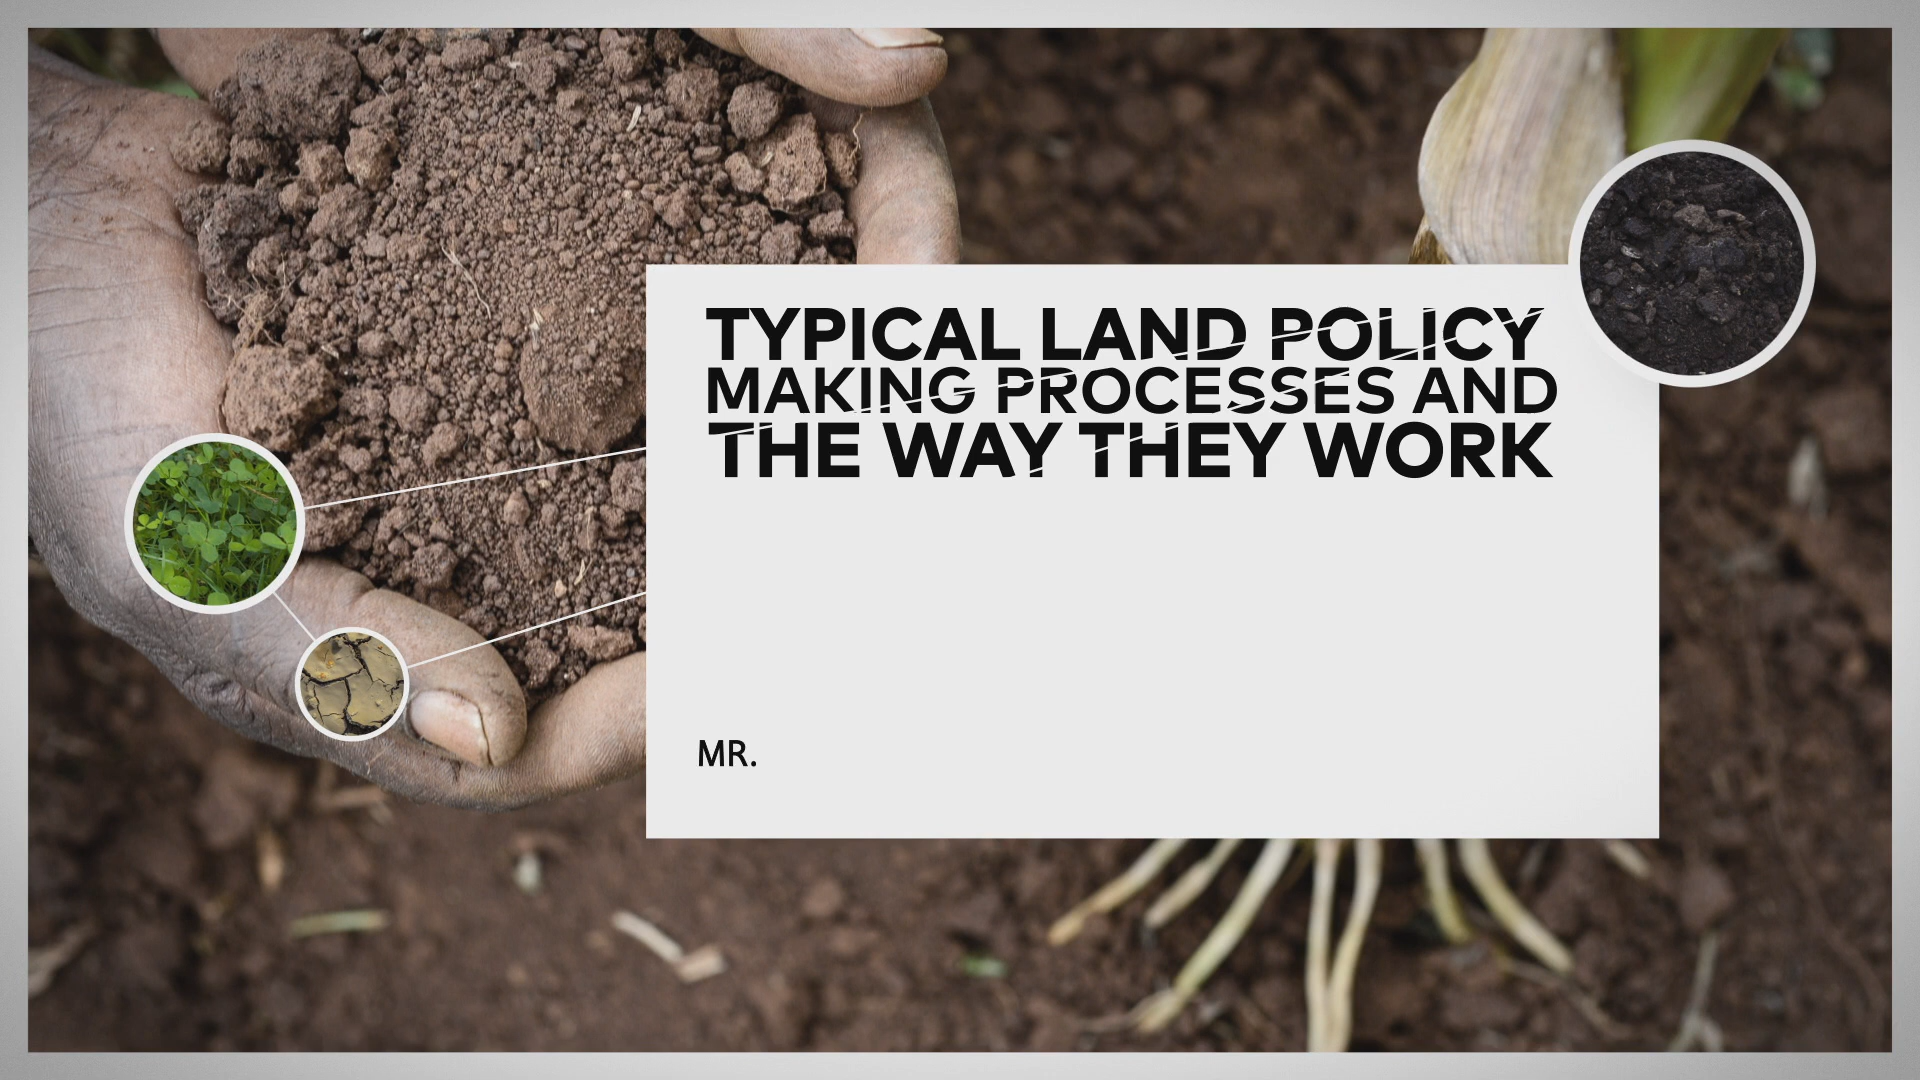 TYPICAL LAND POLICY
MAKING PROCESSES AND
THE WAY THEY WORK
MR.